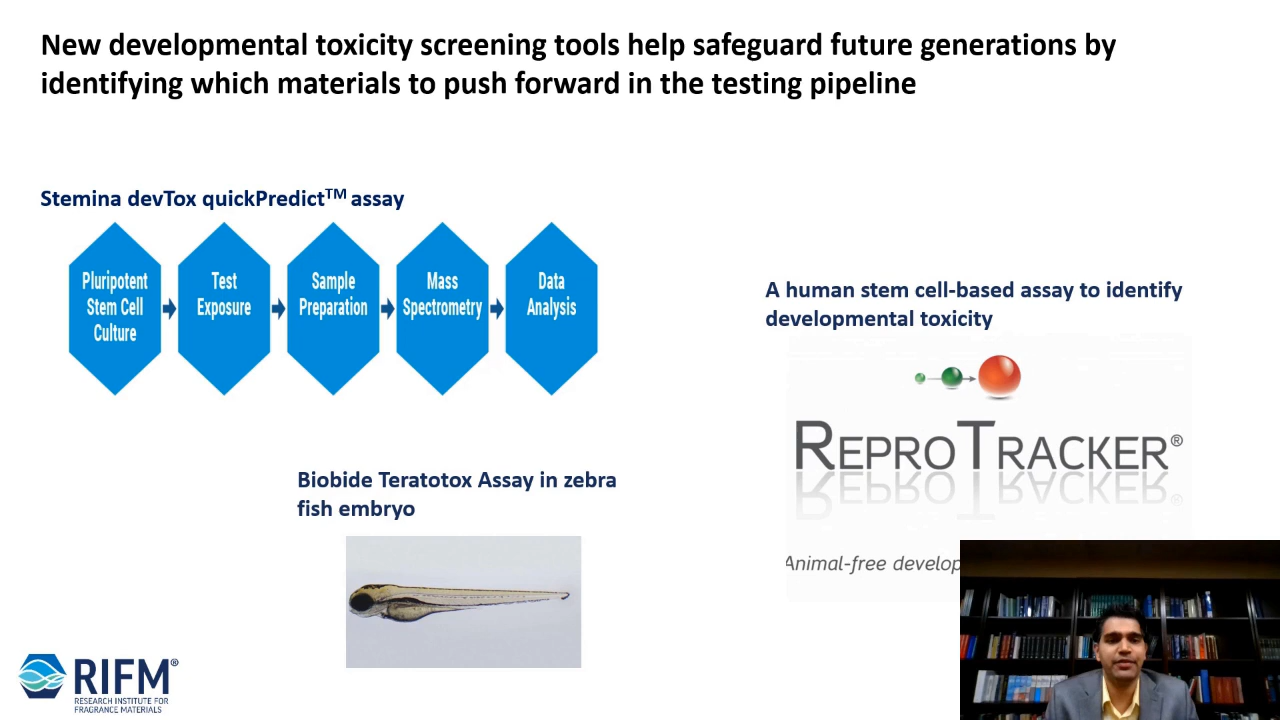 New developmental toxicity screening tools help safeguard future generations by
identifying which materials to push forward in the testing pipeline
Stemina devTox quickPredict™ assay
Pluripotent
Stem Cell
Culture
Test
Exposure
Sample
Preparation
Mass
Spectrometry
Data
Analysis
A human stem cell-based assay to identify
developmental toxicity
REPROTRACKER®
Animal-free develop
Biobide Teratotox Assay in zebra
fish embryo
RIFM®
RESEARCH INSTITUTE FOR
FRAGRANCE MATERIALS